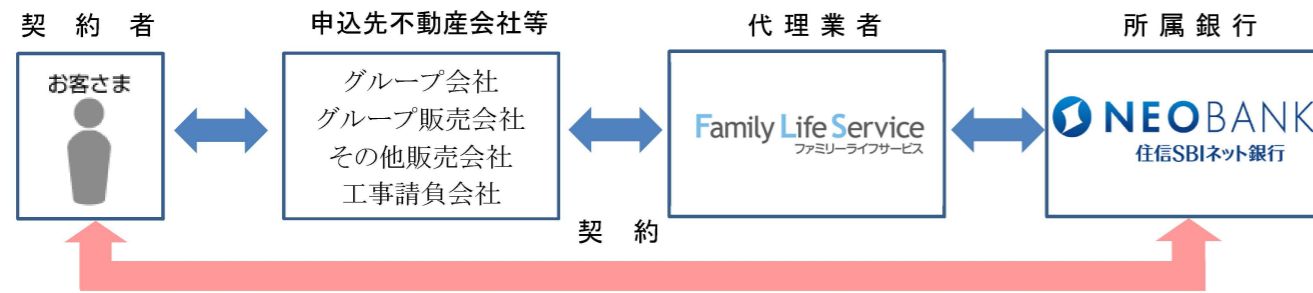 契約者
申込先不動産会社等
代理業者
所属銀行
お客さま
グループ会社
グループ販売会社
その他販売会社
工事請負会社
Family Life Service
ファミリーライフサービス
NEOBANK
住信SBIネット銀行
契約